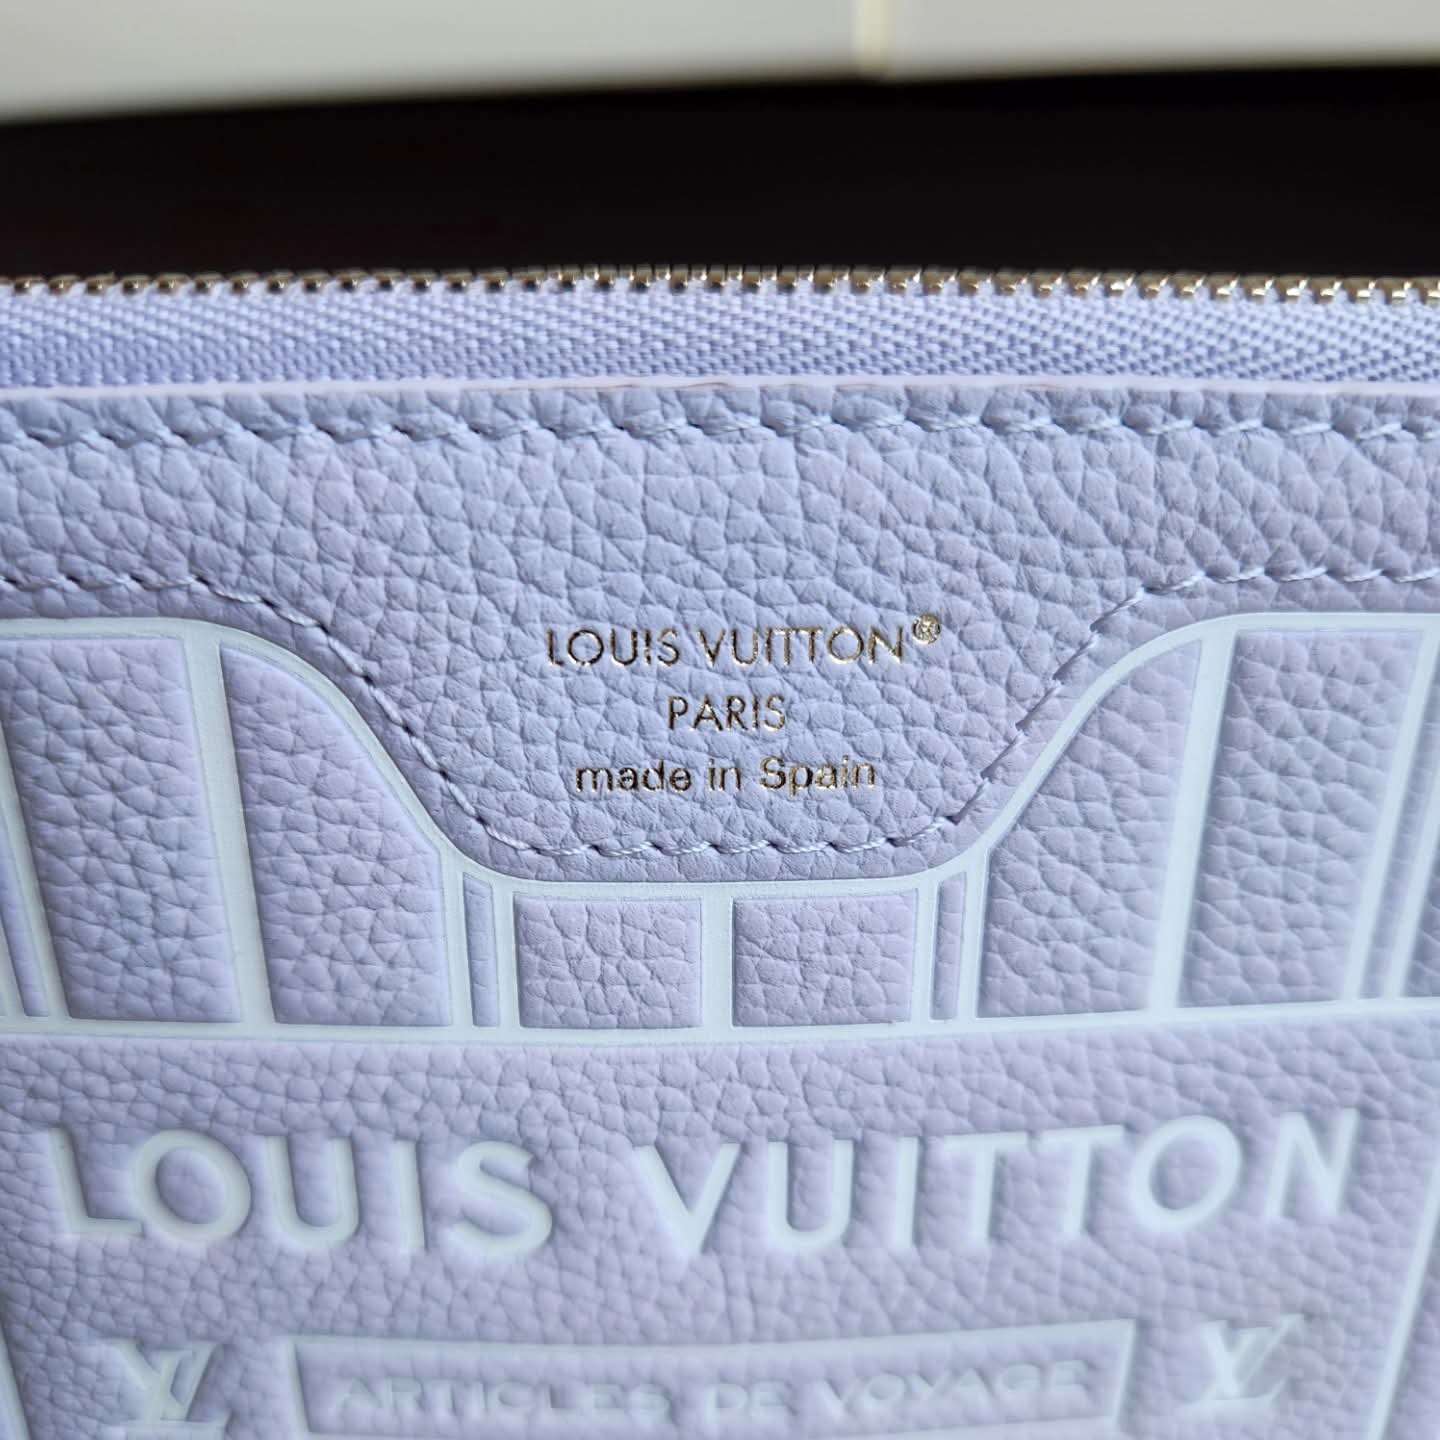 LOUIS VUITTON®
PARIS
made in Spain
LOUIS VUITTON
LV LV
ARTICLES DE VOYAGE